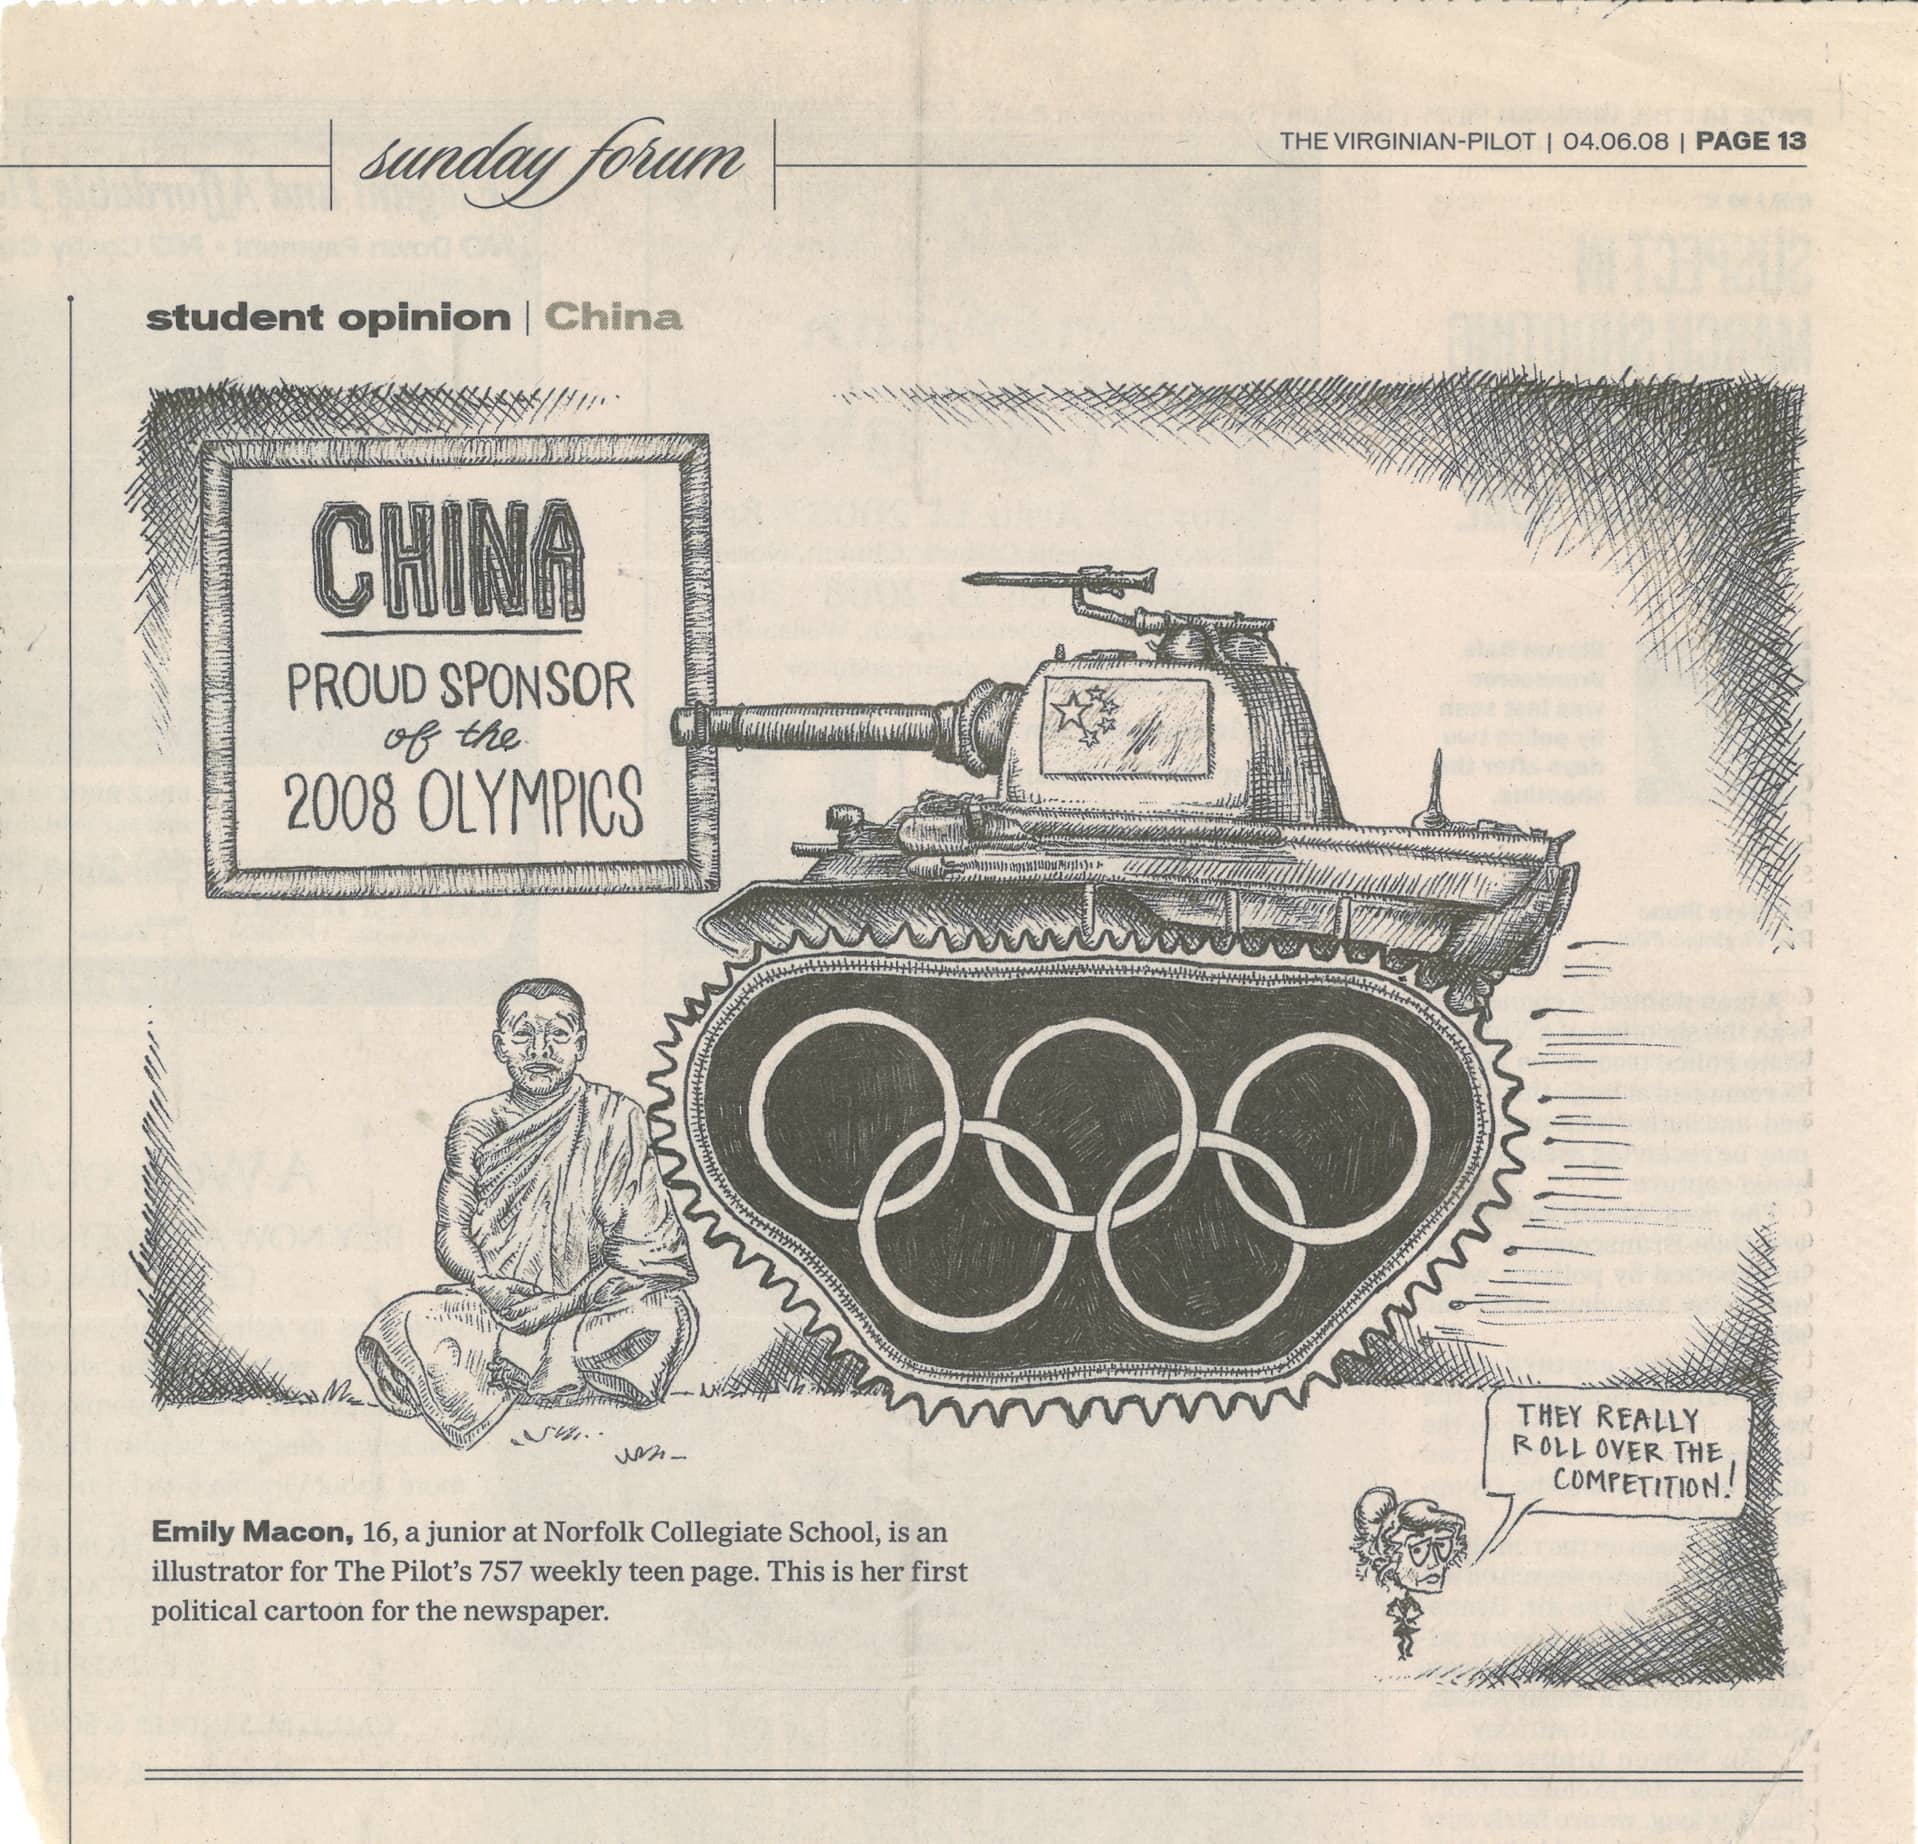 sunday forum
THE VIRGINIAN-PILOT | 04.06.08 | PAGE 13
student opinion | China
CHINA
PROUD SPONSOR
of the
2008 OLYMPICS
THEY REALLY
ROLL OVER THE
COMPETITION!
Emily Macon, 16, a junior at Norfolk Collegiate School, is an
illustrator for The Pilot's 757 weekly teen page. This is her first
political cartoon for the newspaper.